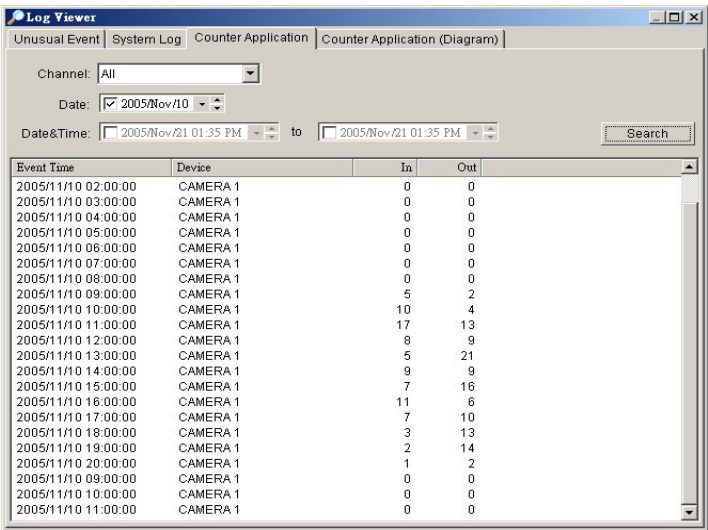 Log Viewer
Unusual Event System Log Counter Application Counter Application (Diagram)
Channel: All
Date: 2005/Nov/10
Date&Time: 2005/Nov/21 01:35 PM to 2005/Nov/21 01:35 PM Search
Event Time Device In Out
2005/11/10 02:00:00 CAMERA 1 0 0
2005/11/10 03:00:00 CAMERA 1 0 0
2005/11/10 04:00:00 CAMERA 1 0 0
2005/11/10 05:00:00 CAMERA 1 0 0
2005/11/10 06:00:00 CAMERA 1 0 0
2005/11/10 07:00:00 CAMERA 1 0 0
2005/11/10 08:00:00 CAMERA 1 0 0
2005/11/10 09:00:00 CAMERA 1 5 2
2005/11/10 10:00:00 CAMERA 1 10 4
2005/11/10 11:00:00 CAMERA 1 17 13
2005/11/10 12:00:00 CAMERA 1 8 9
2005/11/10 13:00:00 CAMERA 1 5 21
2005/11/10 14:00:00 CAMERA 1 9 9
2005/11/10 15:00:00 CAMERA 1 7 16
2005/11/10 16:00:00 CAMERA 1 11 6
2005/11/10 17:00:00 CAMERA 1 7 10
2005/11/10 18:00:00 CAMERA 1 3 13
2005/11/10 19:00:00 CAMERA 1 2 14
2005/11/10 20:00:00 CAMERA 1 1 2
2005/11/10 09:00:00 CAMERA 1 0 0
2005/11/10 10:00:00 CAMERA 1 0 0
2005/11/10 11:00:00 CAMERA 1 0 0